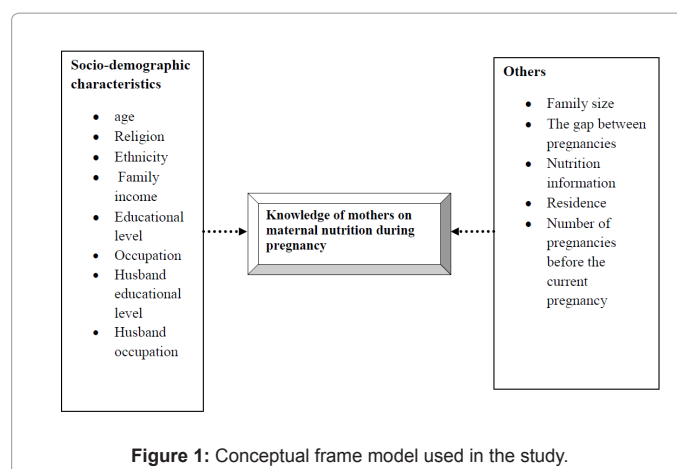 Socio-demographic
characteristics
• age
• Religion
• Ethnicity
• Family
income
• Educational
level
• Occupation
• Husband
educational
level
• Husband
occupation
Knowledge of mothers on
maternal nutrition during
pregnancy
Others
• Family size
• The gap between
pregnancies
• Nutrition
information
• Residence
• Number of
pregnancies
before the
current
pregnancy
Figure 1: Conceptual frame model used in the study.